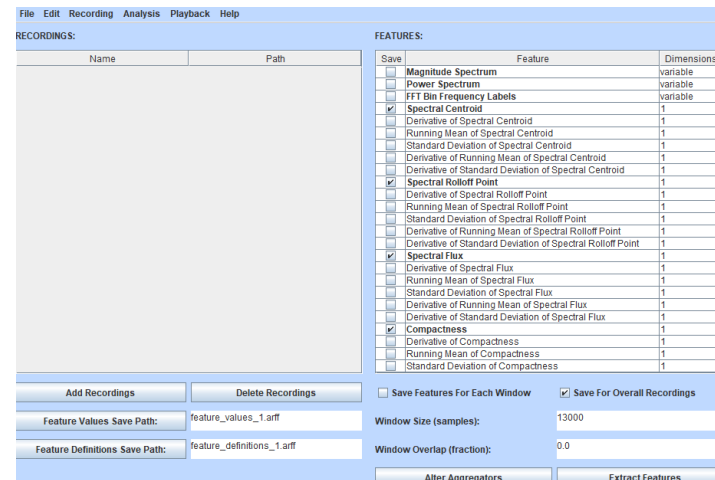 File Edit Recording Analysis Playback Help
RECORDINGS:
FEATURES:
Name Path
Save Feature Dimensions
Magnitude Spectrum variable
Power Spectrum variable
FFT Bin Frequency Labels variable
Spectral Centroid 1
Derivative of Spectral Centroid 1
Running Mean of Spectral Centroid 1
Standard Deviation of Spectral Centroid 1
Derivative of Running Mean of Spectral Centroid 1
Derivative of Standard Deviation of Spectral Centroid 1
Spectral Rolloff Point 1
Derivative of Spectral Rolloff Point 1
Running Mean of Spectral Rolloff Point 1
Standard Deviation of Spectral Rolloff Point 1
Derivative of Running Mean of Spectral Rolloff Point 1
Derivative of Standard Deviation of Spectral Rolloff Point 1
Spectral Flux 1
Derivative of Spectral Flux 1
Running Mean of Spectral Flux 1
Standard Deviation of Spectral Flux 1
Derivative of Running Mean of Spectral Flux 1
Derivative of Standard Deviation of Spectral Flux 1
Compactness 1
Derivative of Compactness 1
Running Mean of Compactness 1
Standard Deviation of Compactness 1
Add Recordings Delete Recordings
Save Features For Each Window Save For Overall Recordings
Feature Values Save Path: feature_values_1.arff
Window Size (samples): 13000
Feature Definitions Save Path: feature_definitions_1.arff
Window Overlap (fraction): 0.0
Alter Aggregators Extract Features